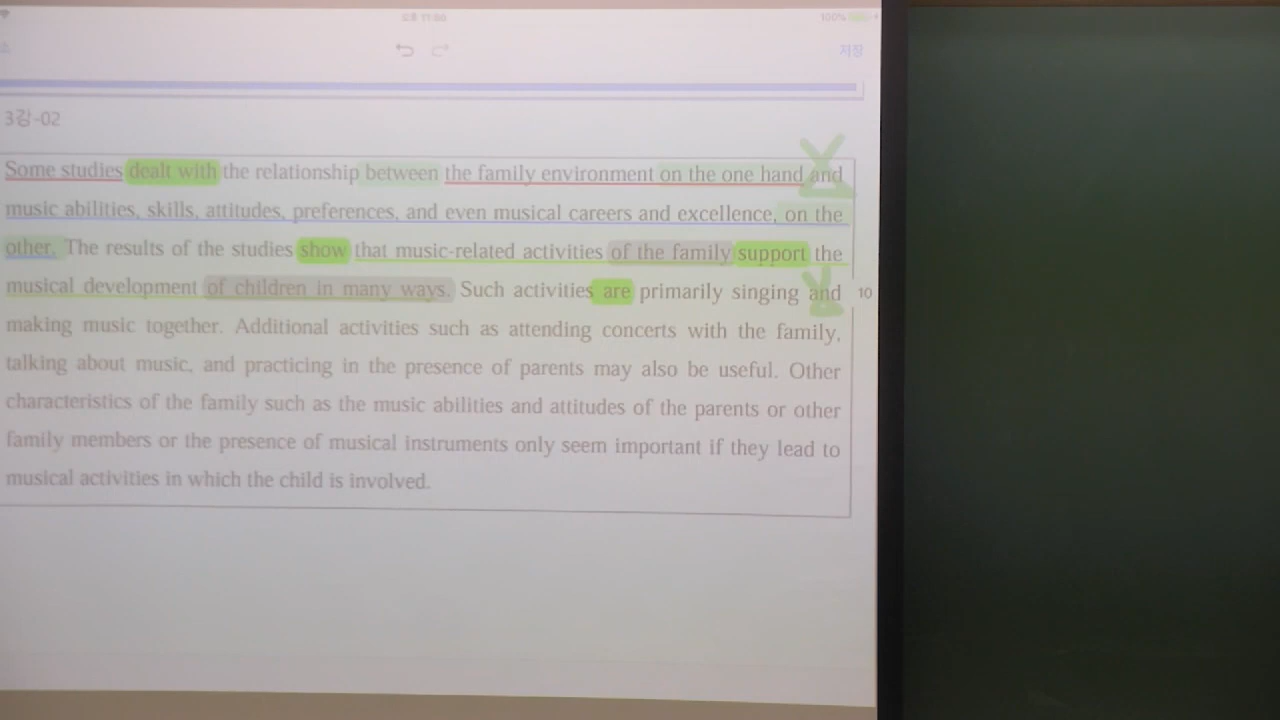 100%
저장
3강-02
Some studies dealt with the relationship between the family environment on the one hand and
music abilities, skills, attitudes, preferences, and even musical careers and excellence, on the
other. The results of the studies show that music-related activities of the family support the
musical development of children in many ways. Such activities are primarily singing and 10
making music together. Additional activities such as attending concerts with the family,
talking about music, and practicing in the presence of parents may also be useful. Other
characteristics of the family such as the music abilities and attitudes of the parents or other
family members or the presence of musical instruments only seem important if they lead to
musical activities in which the child is involved.